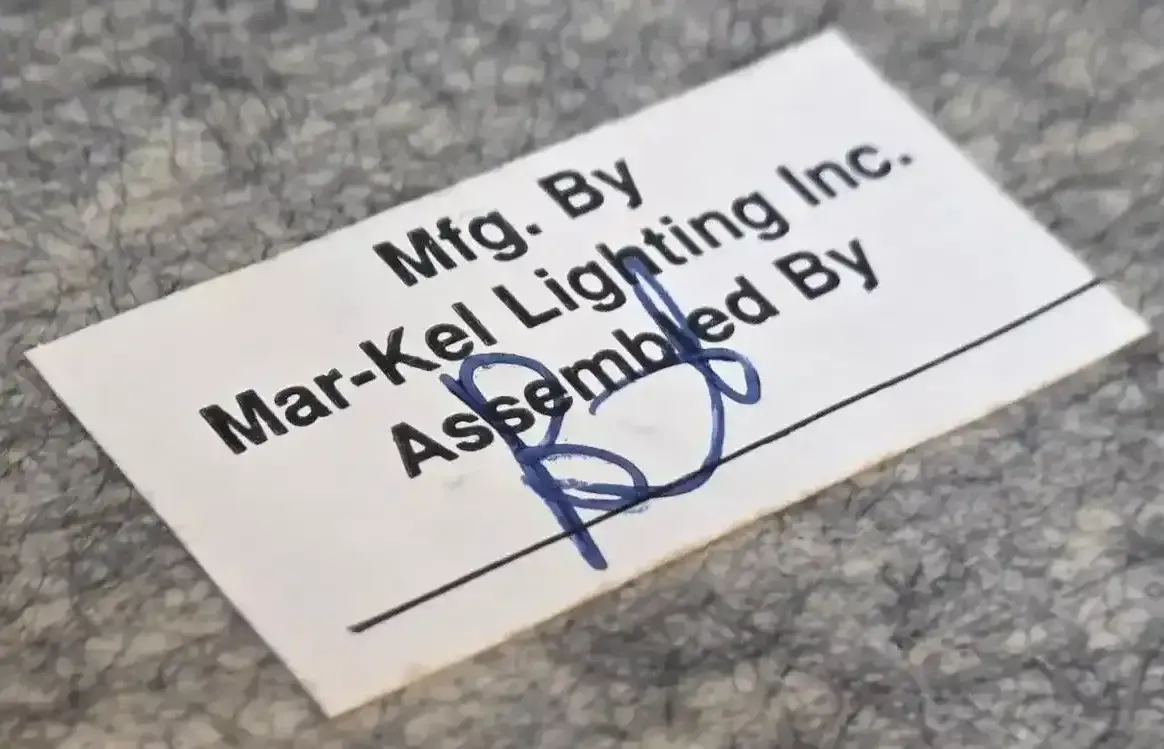 Mfg. By
Mar-Kel Lighting Inc.
Assembled By